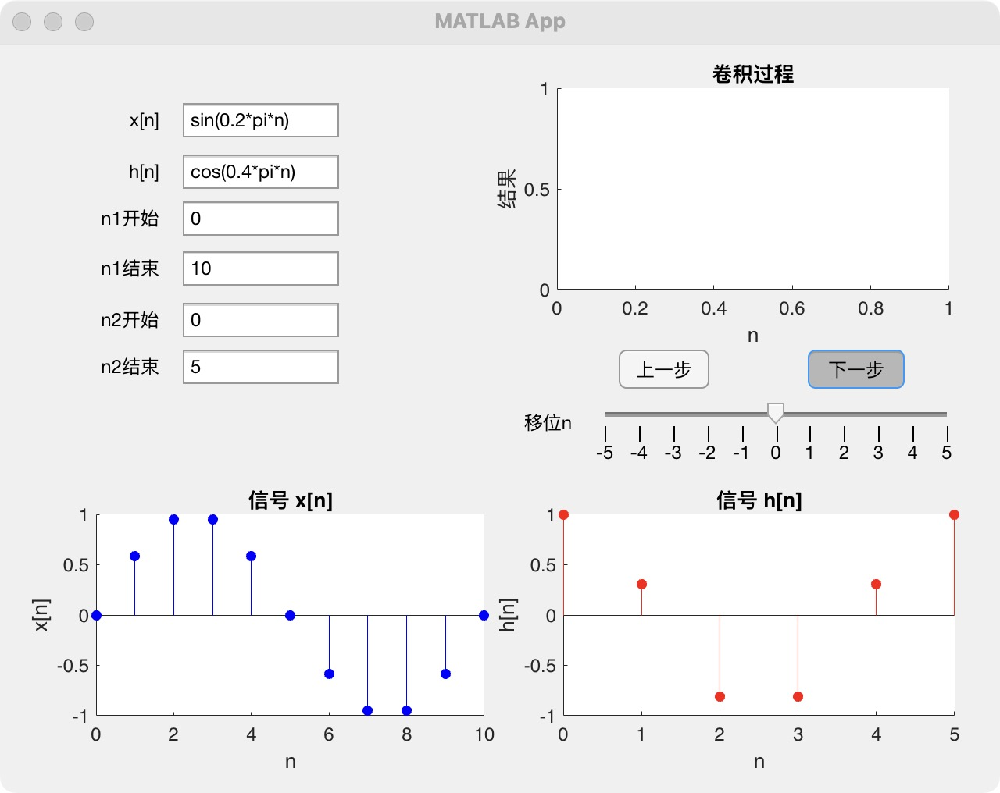 MATLAB App
x[n] sin(0.2*pi*n)
h[n] cos(0.4*pi*n)
n1开始 0
n1结束 10
n2开始 0
n2结束 5
卷积过程
1
0.5
0
结果
0 0.2 0.4 0.6 0.8 1
n
上一步 下一步
移位n
-5 -4 -3 -2 -1 0 1 2 3 4 5
信号 x[n]
1
0.5
0
-0.5
-1
x[n]
0 2 4 6 8 10
n
信号 h[n]
1
0.5
0
-0.5
-1
h[n]
0 1 2 3 4 5
n